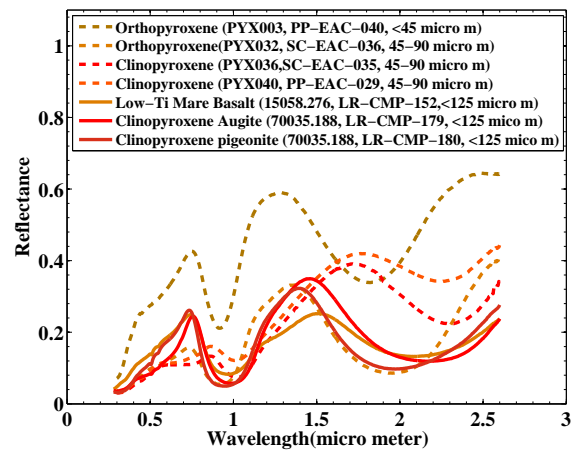 1
0.8
0.6
0.4
0.2
0
Reflectance
Orthopyroxene (PYX003, PP−EAC−040, <45 micro m)
Orthopyroxene(PYX032, SC−EAC−036, 45−90 micro m)
Clinopyroxene (PYX036,SC−EAC−035, 45−90 micro m)
Clinopyroxene (PYX040, PP−EAC−029, 45−90 micro m)
Low−Ti Mare Basalt (15058.276, LR−CMP−152,<125 micro m)
Clinopyroxene Augite (70035.188, LR−CMP−179, <125 mico m)
Clinopyroxene pigeonite (70035.188, LR−CMP−180, <125 mico m)
0 0.5 1 1.5 2 2.5 3
Wavelength(micro meter)